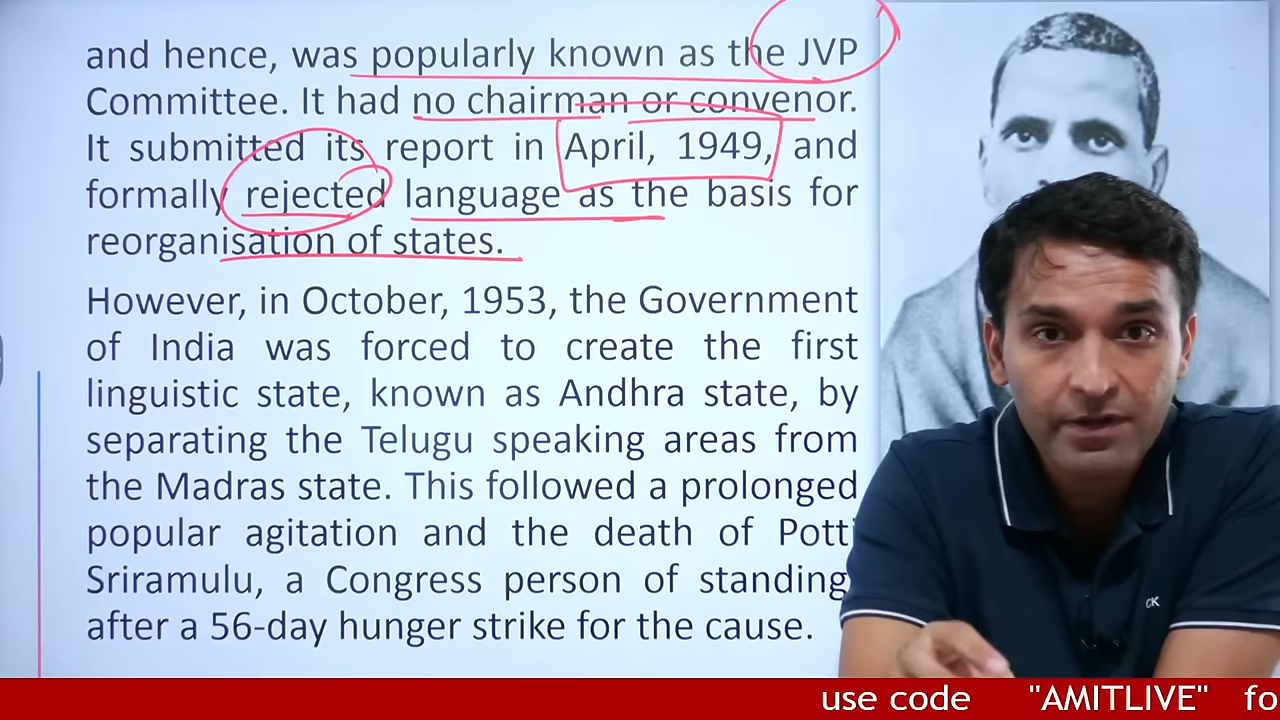 and hence, was popularly known as the JVP
Committee. It had no chairman or convenor.
It submitted its report in April, 1949, and
formally rejected language as the basis for
reorganisation of states.
However, in October, 1953, the Government
of India was forced to create the first
linguistic state, known as Andhra state, by
separating the Telugu speaking areas from
the Madras state. This followed a prolonged
popular agitation and the death of Potti
Sriramulu, a Congress person of standing
after a 56-day hunger strike for the cause.
CK
use code "AMITLIVE" fo